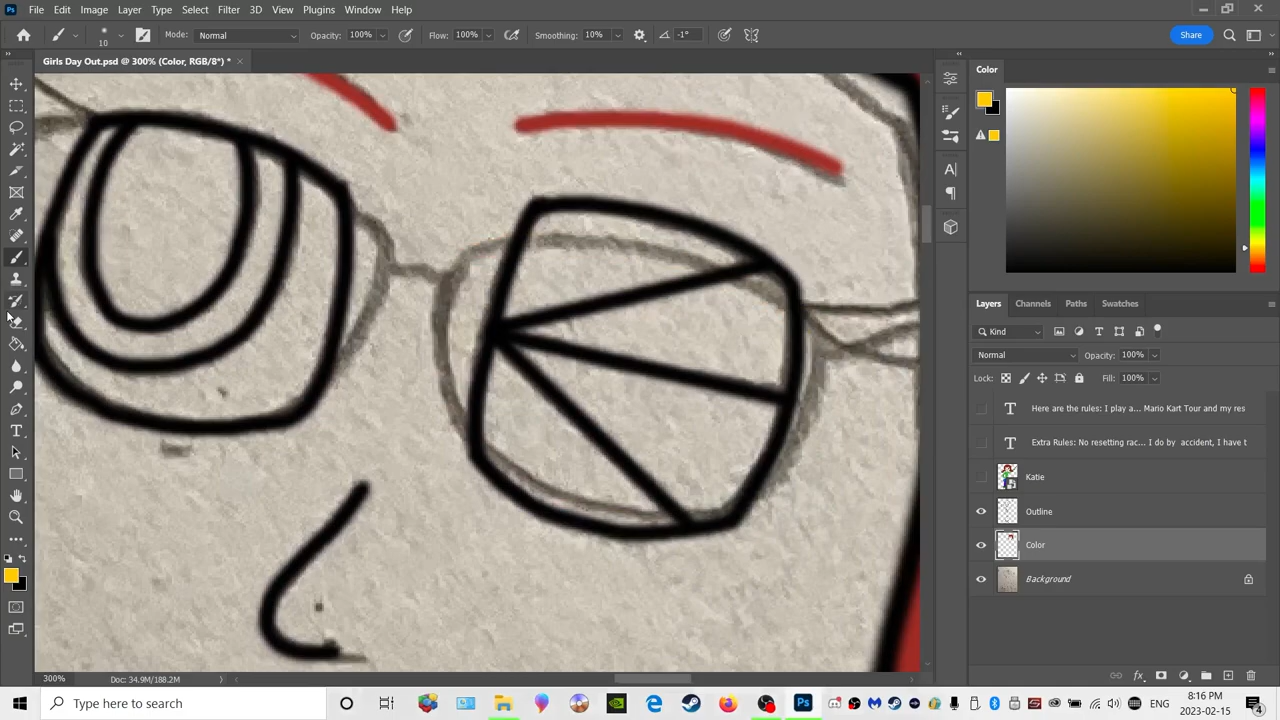 File Edit Image Layer Type Select Filter 3D View Plugins Window Help
10 Mode: Normal Opacity: 100% Flow: 100% Smoothing: 10% -1° Share
Girls Day Out.psd @ 300% (Color, RGB/8*) *
Color
Layers Channels Paths Swatches
Kind
Normal Opacity: 100%
Lock: Fill: 100%
Here are the rules: I play a... Mario Kart Tour and my res
Extra Rules: No resetting rac... I do by accident, I have t
Katie
Outline
Color
Background
300% Doc: 34.9M/188.2M
Type here to search
ENG
8:16 PM
2023-02-15
4